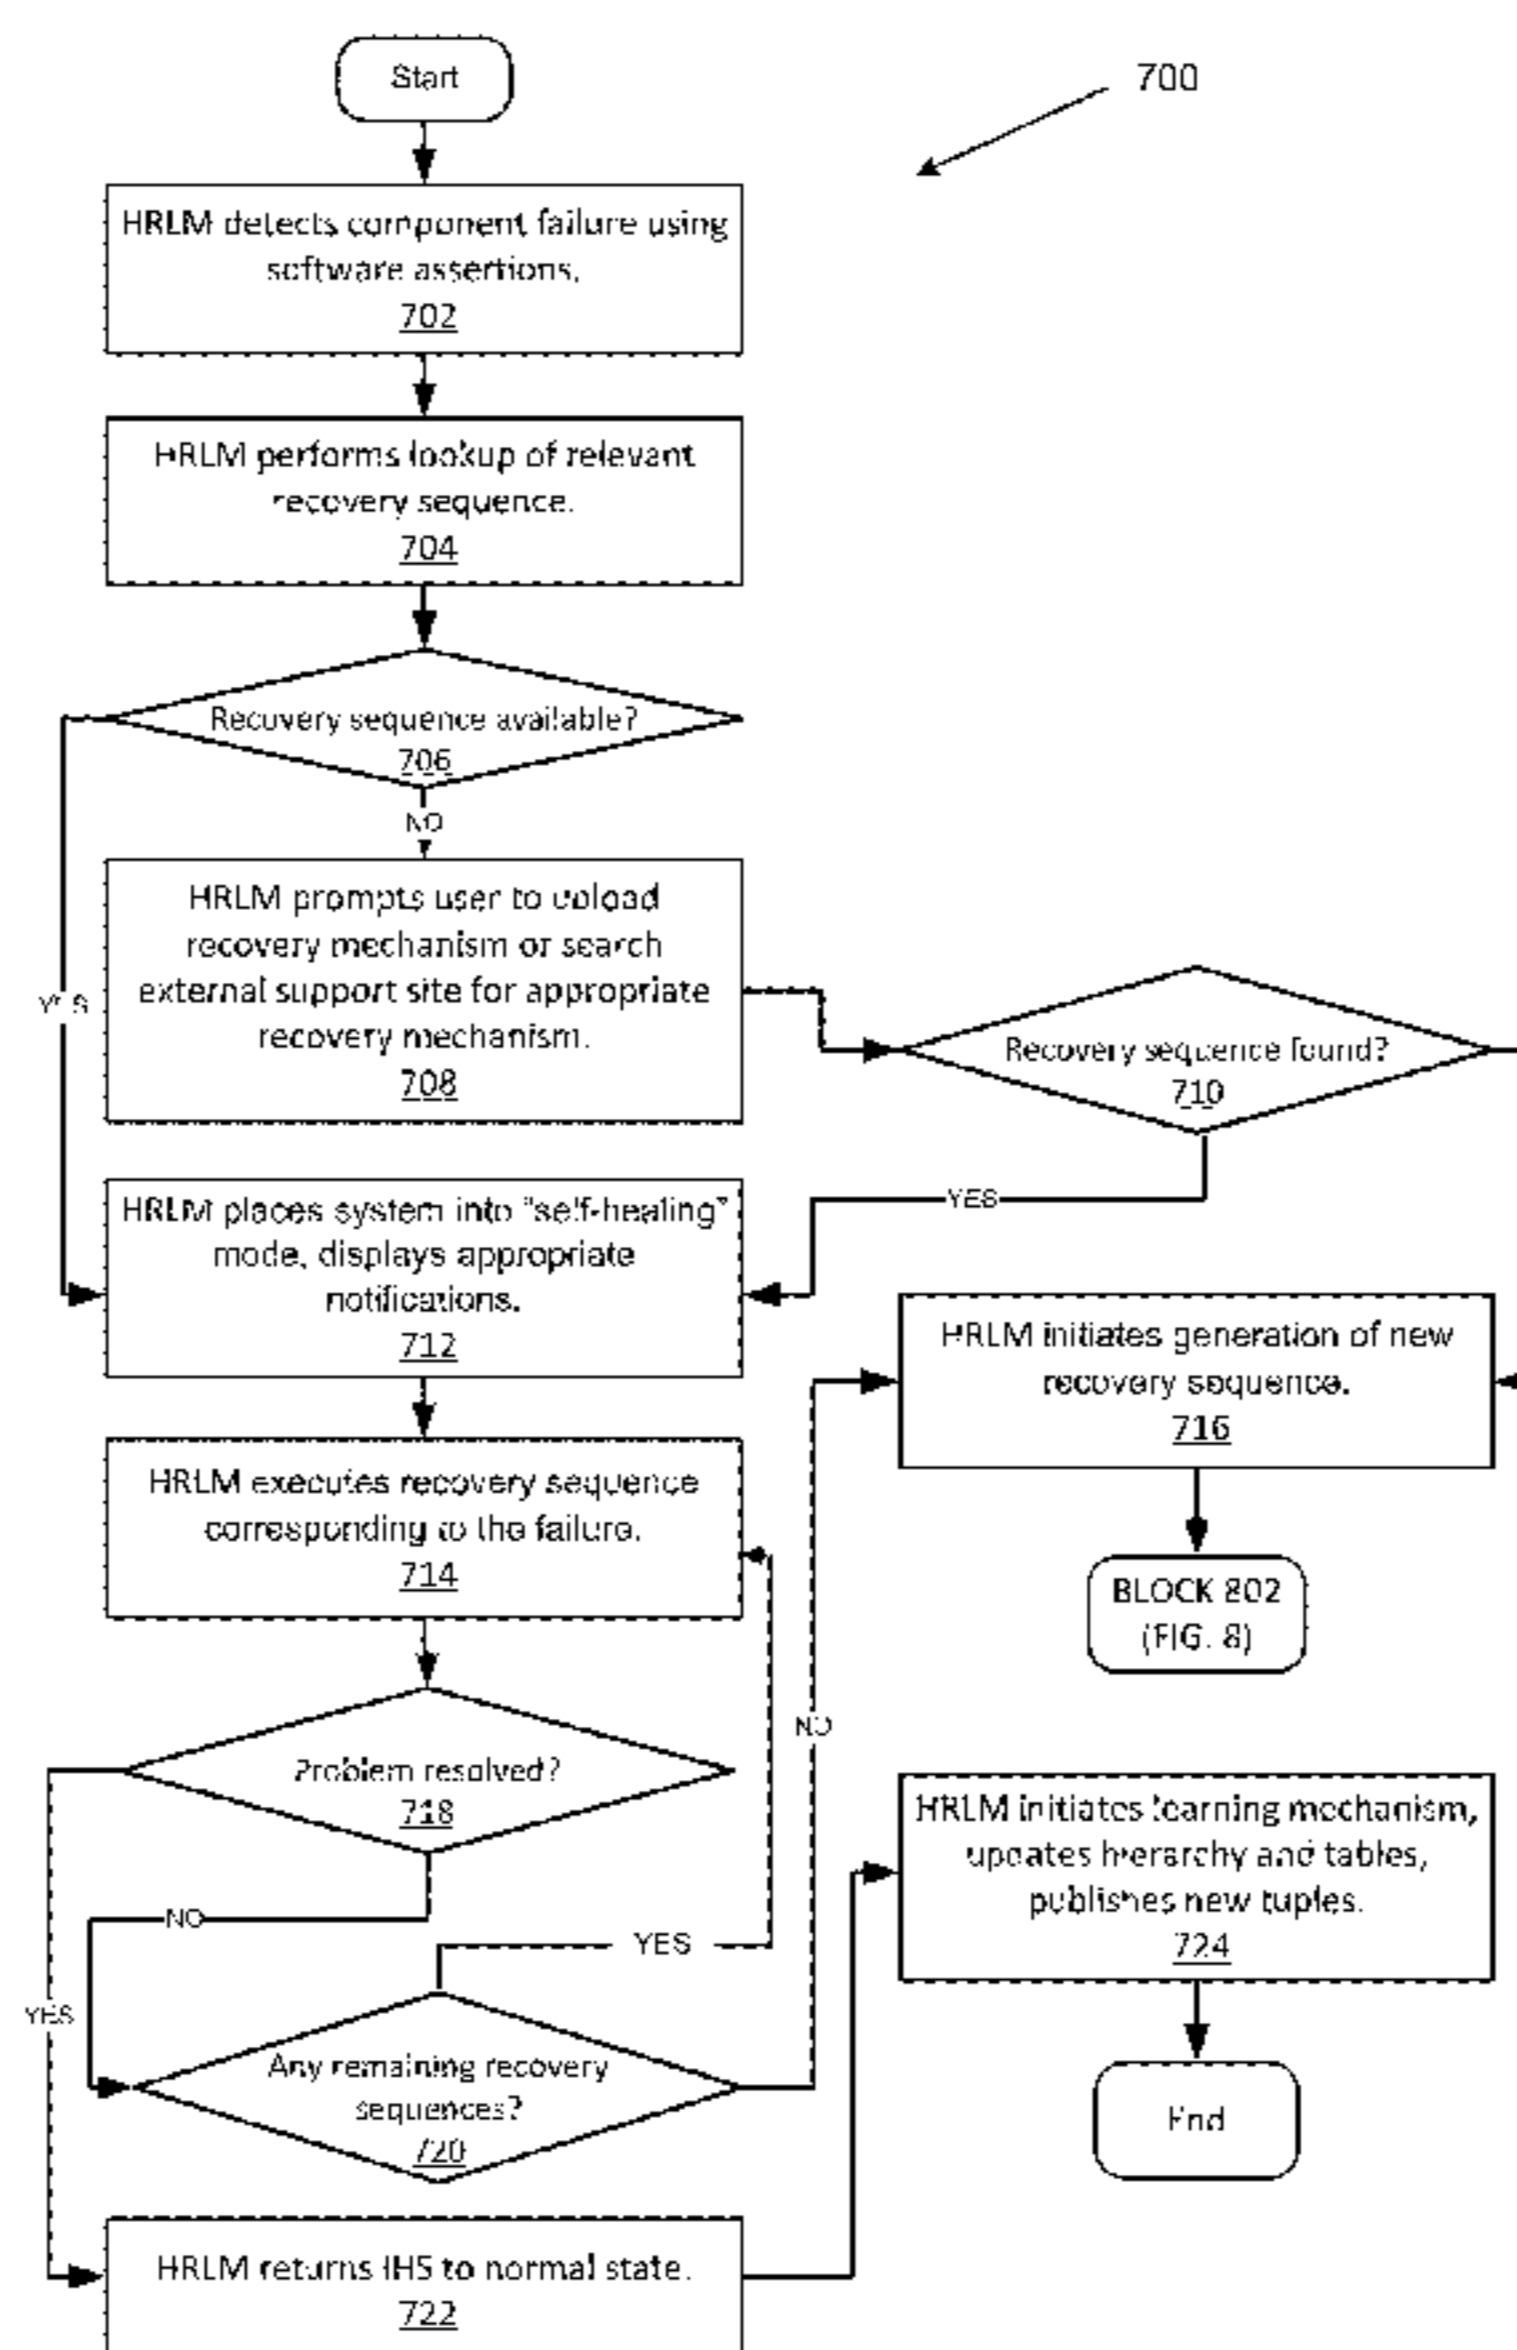 Start
700
HRLM detects component failure using
software assertions.
702
HRLM performs lookup of relevant
recovery sequence.
704
Recovery sequence available?
706
NO
YES
HRLM prompts user to upload
recovery mechanism or search
external support site for appropriate
recovery mechanism.
708
Recovery sequence found?
710
YES
HRLM places system into "self-healing"
mode, displays appropriate
notifications.
712
HRLM initiates generation of new
recovery sequence.
716
HRLM executes recovery sequence
corresponding to the failure.
714
BLOCK 802
(FIG. 8)
NO
Problem resolved?
718
HRLM initiates learning mechanism,
updates hierarchy and tables,
publishes new tuples.
724
NO
YES
YES
Any remaining recovery
sequences?
720
End
HRLM returns IHS to normal state.
722